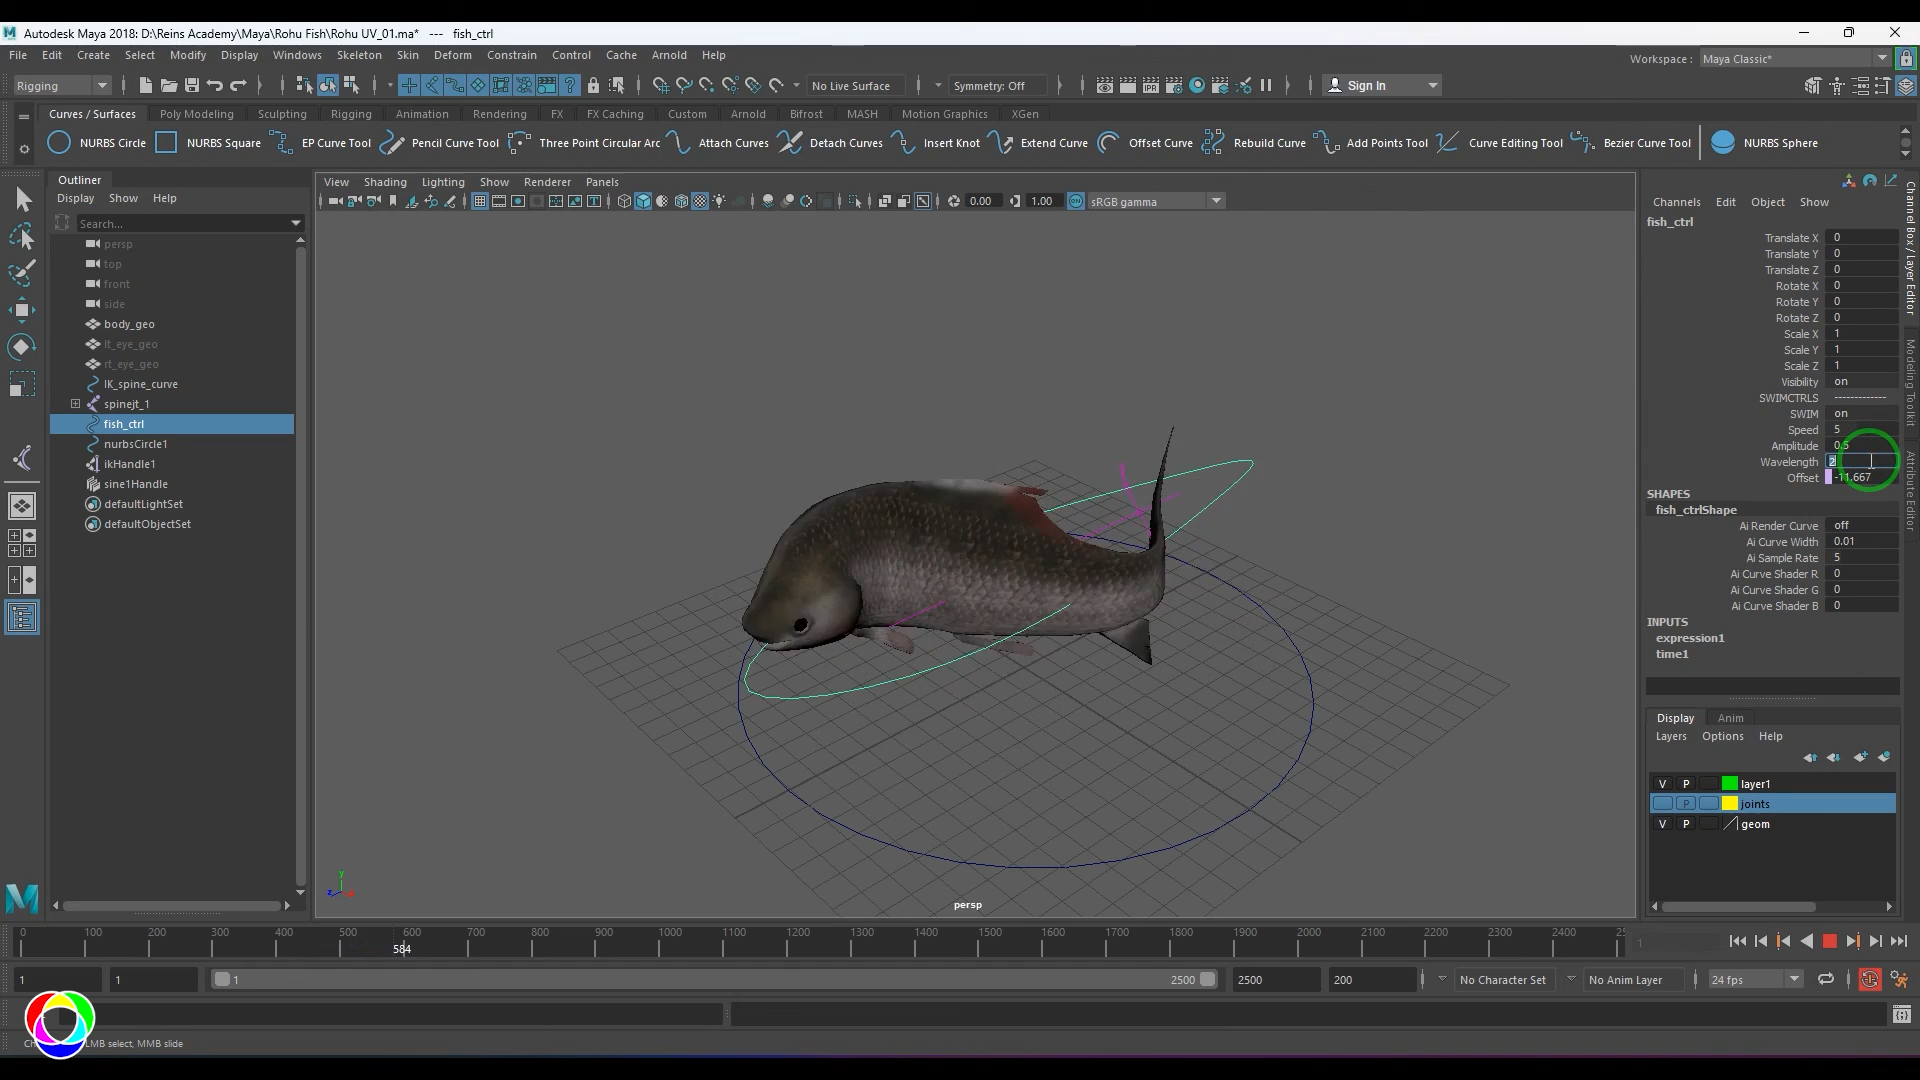 Autodesk Maya 2018: D:\Reins Academy\Maya\Rohu Fish\Rohu UV_01.ma* --- fish_ctrl
File Edit Create Select Modify Display Windows Skeleton Skin Deform Constrain Control Cache Arnold Help
Workspace : Maya Classic*
Rigging No Live Surface Symmetry: Off Sign In
Curves / Surfaces Poly Modeling Sculpting Rigging Animation Rendering FX FX Caching Custom Arnold Bifrost MASH Motion Graphics XGen
NURBS Circle NURBS Square EP Curve Tool Pencil Curve Tool Three Point Circular Arc Attach Curves Detach Curves Insert Knot Extend Curve Offset Curve Rebuild Curve Add Points Tool Curve Editing Tool Bezier Curve Tool NURBS Sphere
Outliner
Display Show Help
Search...
persp
top
front
side
body_geo
lt_eye_geo
rt_eye_geo
IK_spine_curve
spinejt_1
fish_ctrl
nurbsCircle1
ikHandle1
sine1Handle
defaultLightSet
defaultObjectSet
View Shading Lighting Show Renderer Panels
0.00 1.00 ON sRGB gamma
y
z
persp
Channels Edit Object Show
fish_ctrl
Translate X 0
Translate Y 0
Translate Z 0
Rotate X 0
Rotate Y 0
Rotate Z 0
Scale X 1
Scale Y 1
Scale Z 1
Visibility on
SWIMCTRLS -------------
SWIM on
Speed 5
Amplitude 0.5
Wavelength 2
Offset -11.667
SHAPES
fish_ctrlShape
Ai Render Curve off
Ai Curve Width 0.01
Ai Sample Rate 5
Ai Curve Shader R 0
Ai Curve Shader G 0
Ai Curve Shader B 0
INPUTS
expression1
time1
Channel Box / Layer Editor
Modeling Toolkit
Attribute Editor
Display Anim
Layers Options Help
V P layer1
P joints
V P geom
0 100 200 300 400 500 600 700 800 900 1000 1100 1200 1300 1400 1500 1600 1700 1800 1900 2000 2100 2200 2300 2400
584
1
1 1 1 2500 2500 200 No Character Set No Anim Layer 24 fps
LMB select, MMB slide